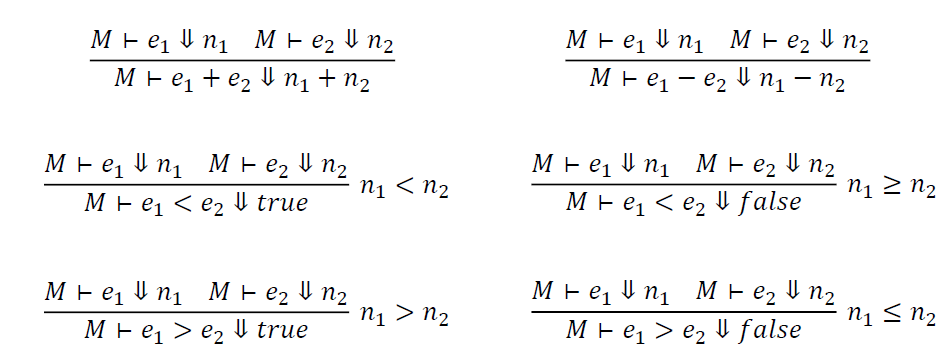 M ⊢ e₁ ⇓ n₁   M ⊢ e₂ ⇓ n₂
M ⊢ e₁ + e₂ ⇓ n₁ + n₂
M ⊢ e₁ ⇓ n₁   M ⊢ e₂ ⇓ n₂
M ⊢ e₁ − e₂ ⇓ n₁ − n₂
M ⊢ e₁ ⇓ n₁   M ⊢ e₂ ⇓ n₂
M ⊢ e₁ < e₂ ⇓ true   n₁ < n₂
M ⊢ e₁ ⇓ n₁   M ⊢ e₂ ⇓ n₂
M ⊢ e₁ < e₂ ⇓ false   n₁ ≥ n₂
M ⊢ e₁ ⇓ n₁   M ⊢ e₂ ⇓ n₂
M ⊢ e₁ > e₂ ⇓ true   n₁ > n₂
M ⊢ e₁ ⇓ n₁   M ⊢ e₂ ⇓ n₂
M ⊢ e₁ > e₂ ⇓ false   n₁ ≤ n₂